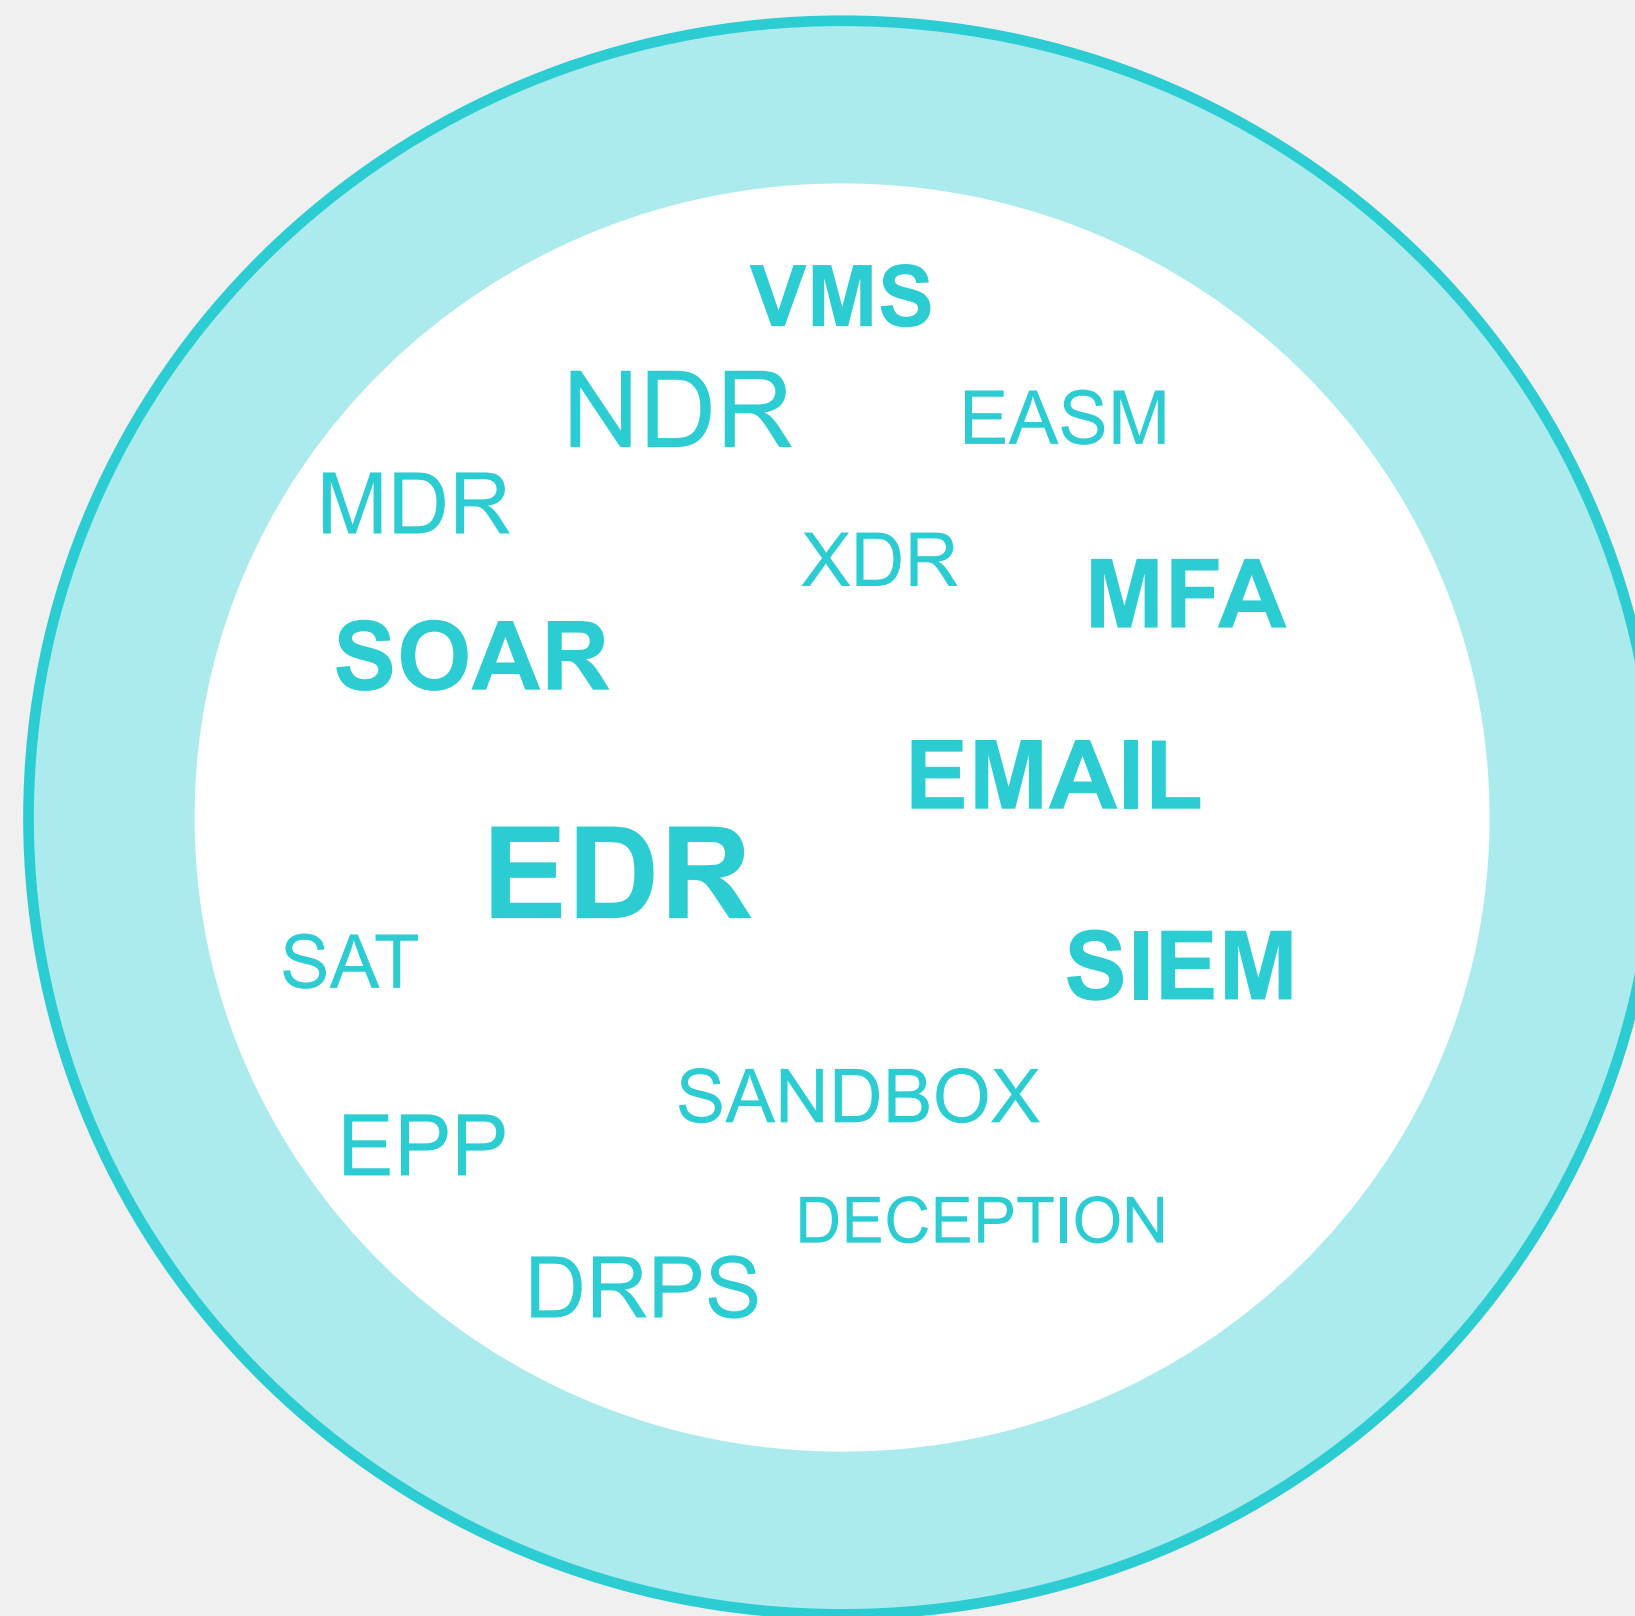 VMS
NDR
EASM
MDR
XDR
MFA
SOAR
EMAIL
EDR
SAT
SIEM
SANDBOX
EPP
DECEPTION
DRPS